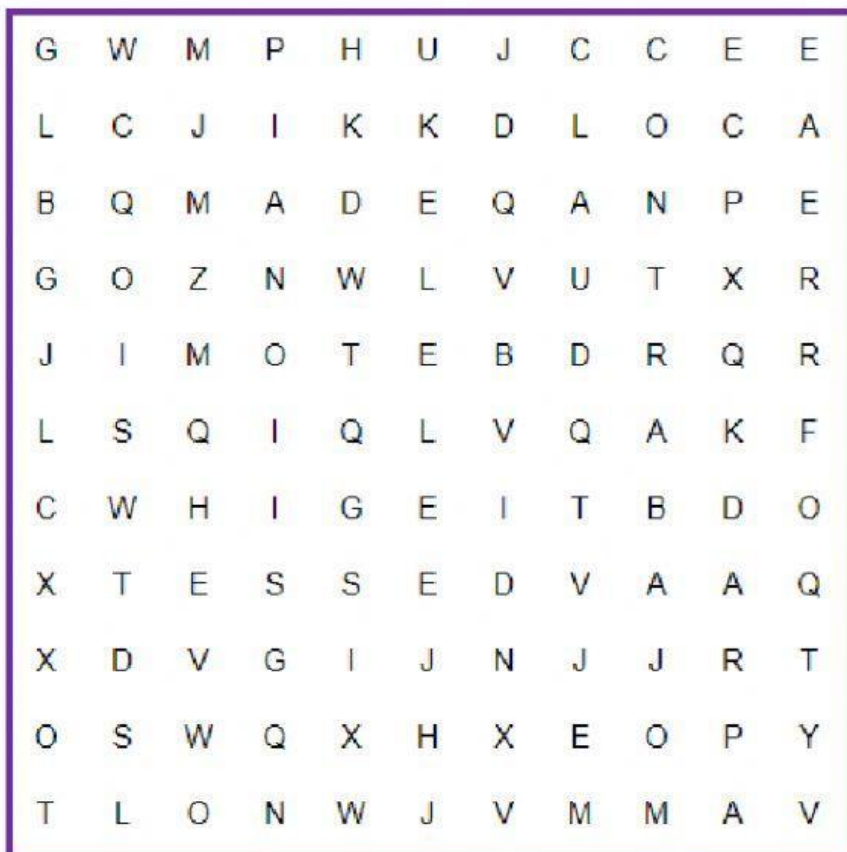 G W M P H U J C C E E
L C J I K K D L O C A
B Q M A D E Q A N P E
G O Z N W L V U T X R
J I M O T E B D R Q R
L S Q I Q L V Q A K F
C W H I G E I T B D O
X T E S S E D V A A Q
X D V G I J N J J R T
O S W Q X H X E O P Y
T L O N W J V M M A V